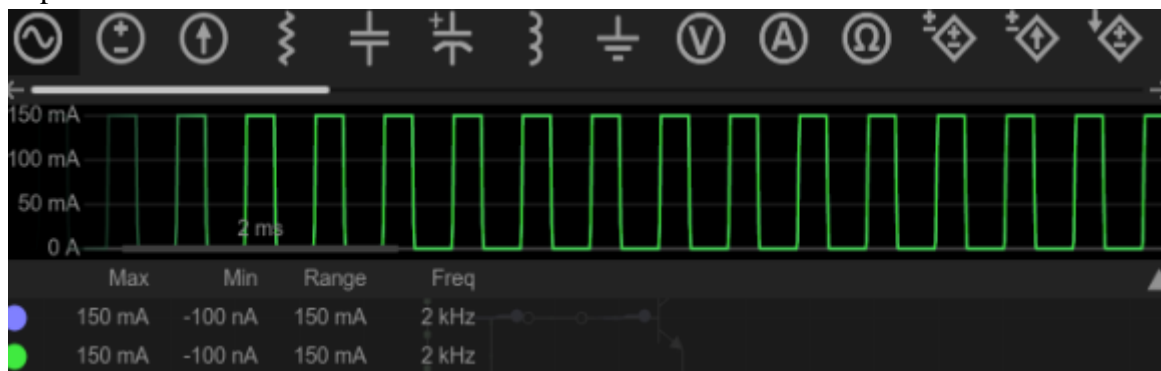 V A Ω
150 mA
100 mA
50 mA
2 ms
0 A
Max Min Range Freq
150 mA -100 nA 150 mA 2 kHz
150 mA -100 nA 150 mA 2 kHz